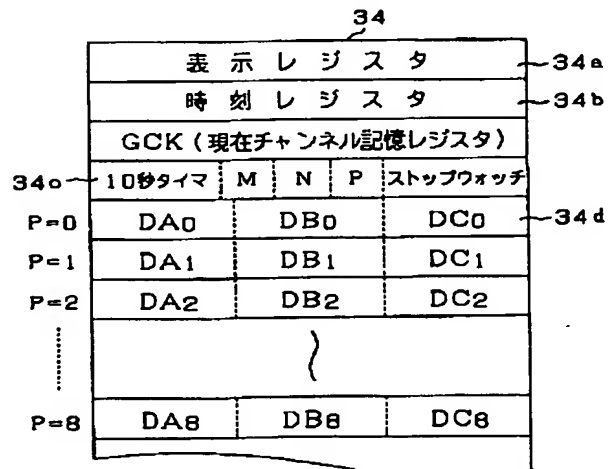 34
表示レジスタ 34a
時刻レジスタ 34b
GCK(現在チャンネル記憶レジスタ)
34c 10秒タイマ M N P ストップウォッチ
P=0 DA0 DB0 DC0 34d
P=1 DA1 DB1 DC1
P=2 DA2 DB2 DC2
P=8 DA8 DB8 DC8